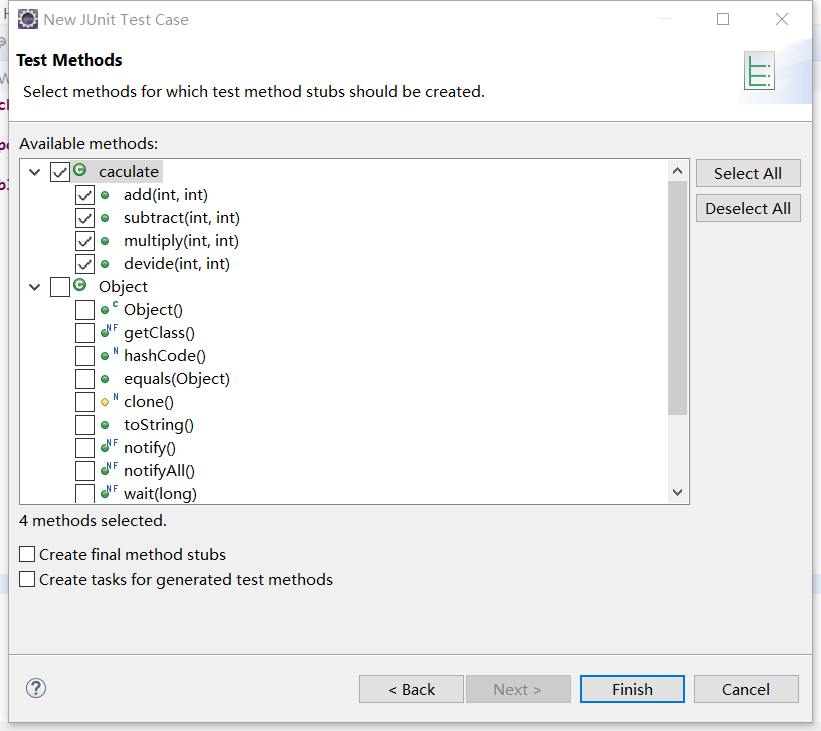 New JUnit Test Case
Test Methods
Select methods for which test method stubs should be created.
Available methods:
caculate
add(int, int)
subtract(int, int)
multiply(int, int)
devide(int, int)
Object
Object()
getClass()
hashCode()
equals(Object)
clone()
toString()
notify()
notifyAll()
wait(long)
Select All
Deselect All
4 methods selected.
Create final method stubs
Create tasks for generated test methods
< Back
Next >
Finish
Cancel